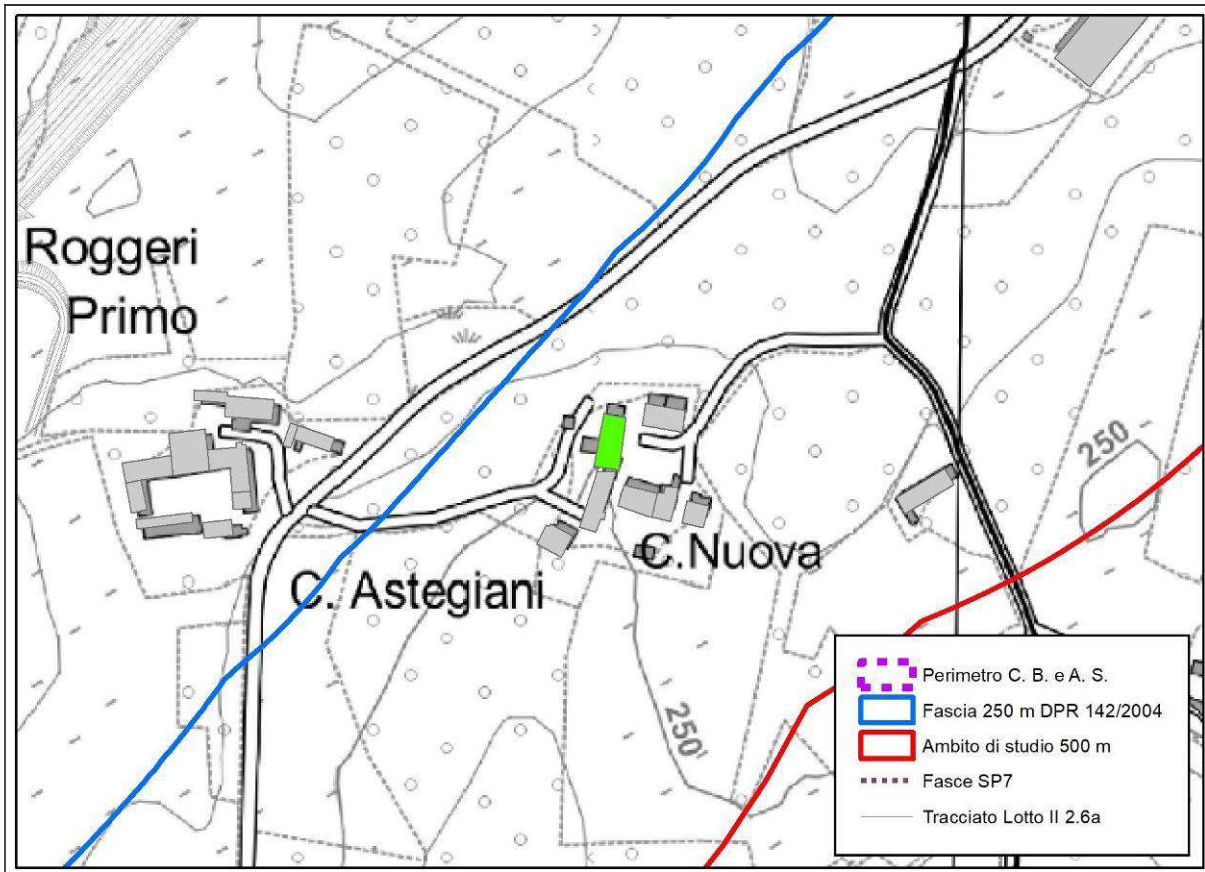 Roggeri
Primo
250
C.Nuova
C. Astegiani
250
Perimetro C. B. e A. S.
Fascia 250 m DPR 142/2004
Ambito di studio 500 m
Fasce SP7
Tracciato Lotto II 2.6a